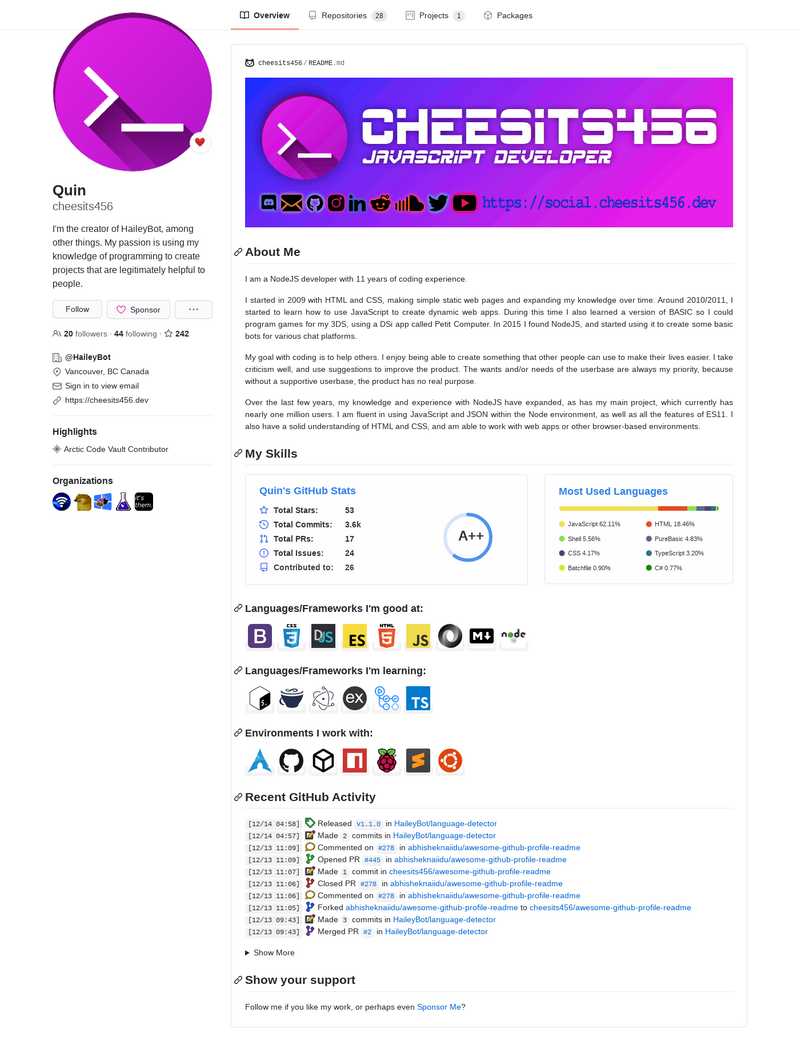 Overview
Repositories 28
Projects 1
Packages
Quin
cheesits456
I'm the creator of HaileyBot, among
other things. My passion is using my
knowledge of programming to create
projects that are legitimately helpful to
people.
Follow
Sponsor
20 followers · 44 following · 242
@HaileyBot
Vancouver, BC Canada
Sign in to view email
https://cheesits456.dev
Highlights
Arctic Code Vault Contributor
Organizations
it's
them
cheesits456 / README.md
CHEESITS456
JAVASCRIPT DEVELOPER
https://social.cheesits456.dev
About Me
I am a NodeJS developer with 11 years of coding experience
I started in 2009 with HTML and CSS, making simple static web pages and expanding my knowledge over time. Around 2010/2011, I
started to learn how to use JavaScript to create dynamic web apps. During this time I also learned a version of BASIC so I could
program games for my 3DS, using a DSi app called Petit Computer. In 2015 I found NodeJS, and started using it to create some basic
bots for various chat platforms.
My goal with coding is to help others. I enjoy being able to create something that other people can use to make their lives easier. I take
criticism well, and use suggestions to improve the product. The wants and/or needs of the userbase are always my priority, because
without a supportive userbase, the product has no real purpose.
Over the last few years, my knowledge and experience with NodeJS have expanded, as has my main project, which currently has
nearly one million users. I am fluent in using JavaScript and JSON within the Node environment, as well as all the features of ES11. I
also have a solid understanding of HTML and CSS, and am able to work with web apps or other browser-based environments.
My Skills
Quin's GitHub Stats
Total Stars: 53
Total Commits: 3.6k
Total PRs: 17
Total Issues: 24
Contributed to: 26
A++
Most Used Languages
JavaScript 62.11%
HTML 18.46%
Shell 5.56%
PureBasic 4.83%
CSS 4.17%
TypeScript 3.20%
Batchfile 0.90%
C# 0.77%
Languages/Frameworks I'm good at:
B
CSS
3
DJS
ES
HTML
5
JS
M
node
Languages/Frameworks I'm learning:
ex
TS
Environments I work with:
Recent GitHub Activity
[12/14 04:58] Released v1.1.0 in HaileyBot/language-detector
[12/14 04:57] Made 2 commits in HaileyBot/language-detector
[12/13 11:09] Commented on #278 in abhisheknaiidu/awesome-github-profile-readme
[12/13 11:09] Opened PR #445 in abhisheknaiidu/awesome-github-profile-readme
[12/13 11:07] Made 1 commit in cheesits456/awesome-github-profile-readme
[12/13 11:06] Closed PR #278 in abhisheknaiidu/awesome-github-profile-readme
[12/13 11:06] Commented on #278 in abhisheknaiidu/awesome-github-profile-readme
[12/13 11:05] Forked abhisheknaiidu/awesome-github-profile-readme to cheesits456/awesome-github-profile-readme
[12/13 09:43] Made 3 commits in HaileyBot/language-detector
[12/13 09:43] Merged PR #2 in HaileyBot/language-detector
Show More
Show your support
Follow me if you like my work, or perhaps even Sponsor Me?